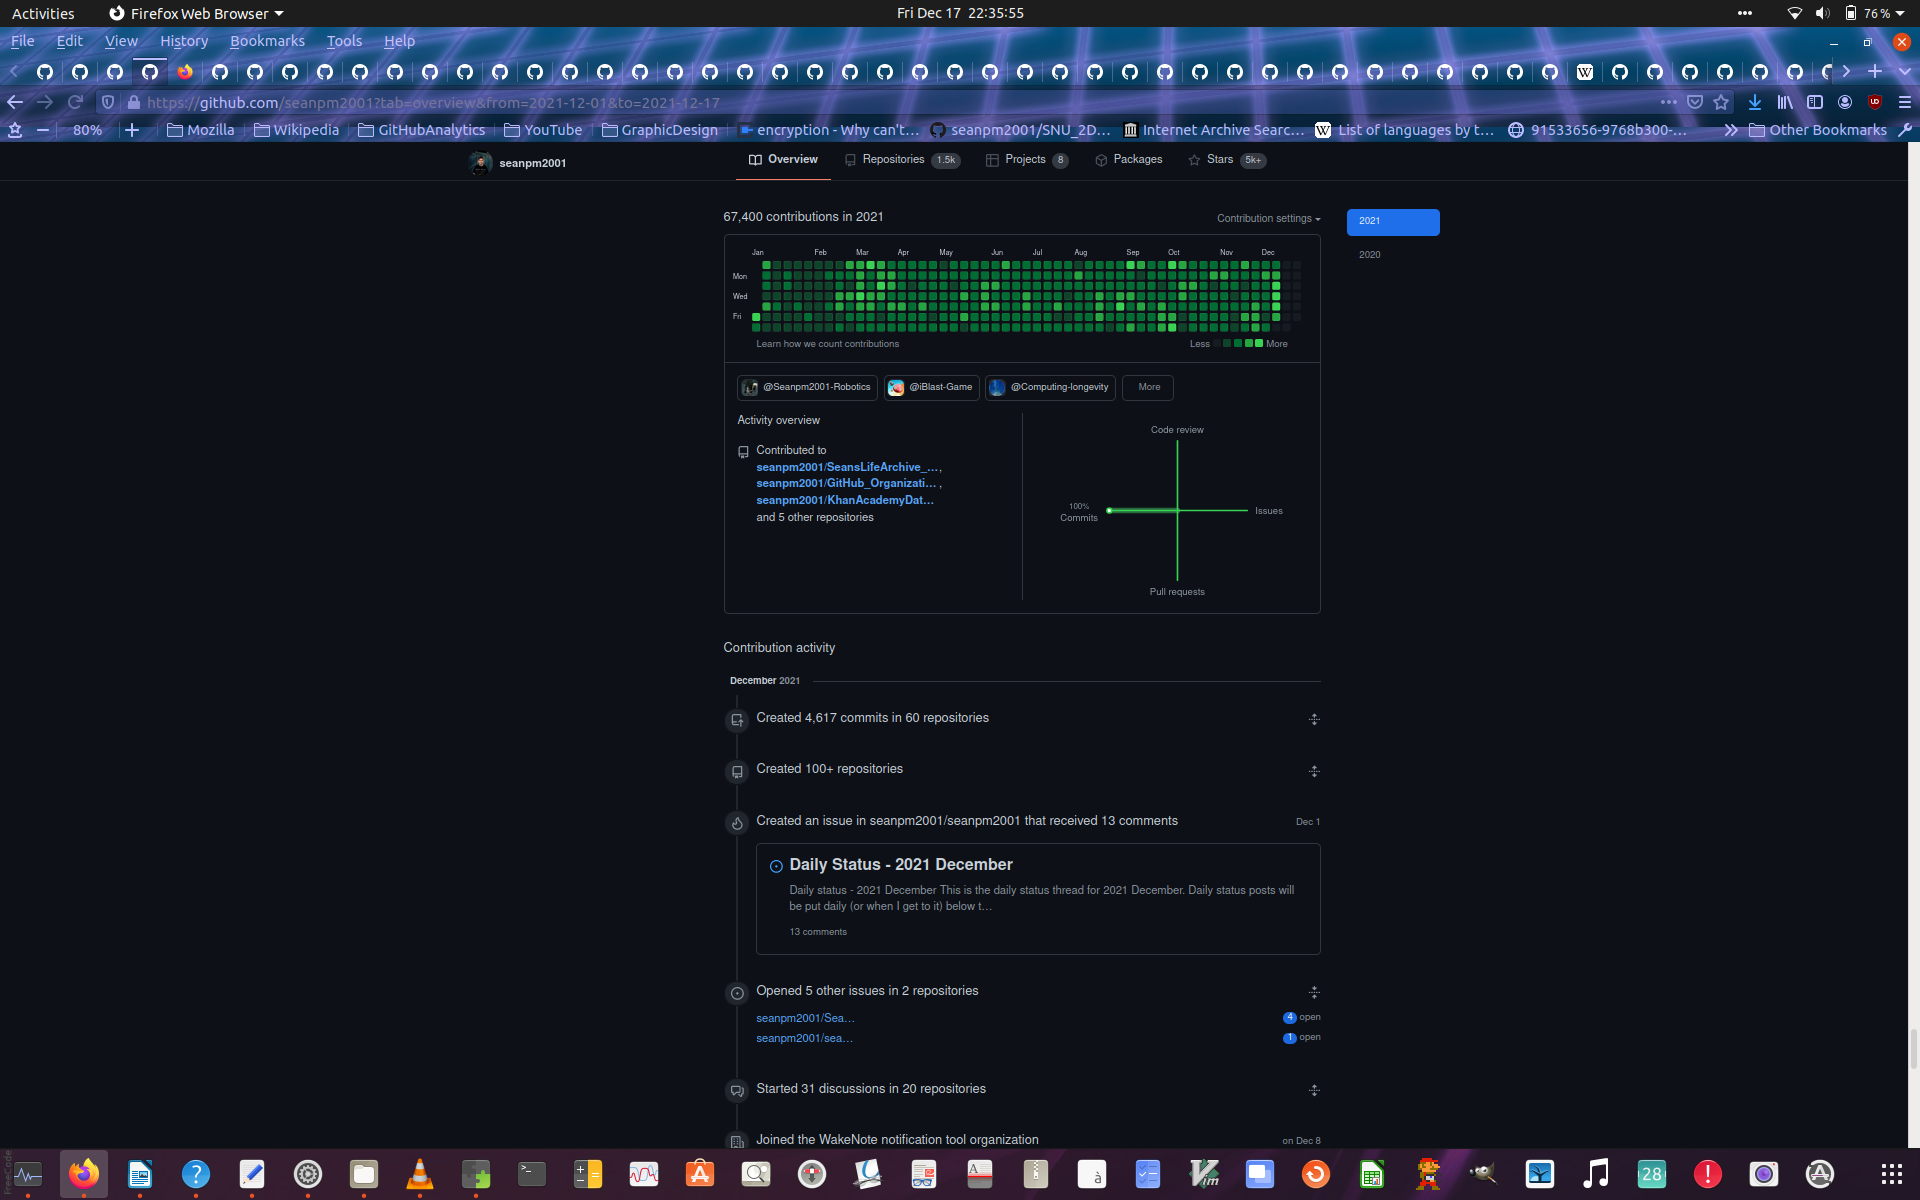 Activities
Firefox Web Browser
Fri Dec 17 22:35:55
76 %
File Edit View History Bookmarks Tools Help
https://github.com/seanpm2001?tab=overview&from=2021-12-01&to=2021-12-17
80%
Mozilla
Wikipedia
GitHubAnalytics
YouTube
GraphicDesign
encryption - Why can't…
seanpm2001/SNU_2D…
Internet Archive Searc…
List of languages by t…
91533656-9768b300-…
Other Bookmarks
seanpm2001
Overview
Repositories 1.5k
Projects 8
Packages
Stars 5k+
67,400 contributions in 2021
Contribution settings
2021
2020
Jan Feb Mar Apr May Jun Jul Aug Sep Oct Nov Dec
Mon
Wed
Fri
Learn how we count contributions
Less More
@Seanpm2001-Robotics
@iBlast-Game
@Computing-longevity
More
Activity overview
Contributed to
seanpm2001/SeansLifeArchive_…,
seanpm2001/GitHub_Organizati… ,
seanpm2001/KhanAcademyDat…
and 5 other repositories
Code review
100%
Commits
Issues
Pull requests
Contribution activity
December 2021
Created 4,617 commits in 60 repositories
Created 100+ repositories
Created an issue in seanpm2001/seanpm2001 that received 13 comments
Dec 1
Daily Status - 2021 December
Daily status - 2021 December This is the daily status thread for 2021 December. Daily status posts will
be put daily (or when I get to it) below t…
13 comments
Opened 5 other issues in 2 repositories
seanpm2001/Sea…
4 open
seanpm2001/sea…
1 open
Started 31 discussions in 20 repositories
Joined the WakeNote notification tool organization
on Dec 8
FreeCode
28